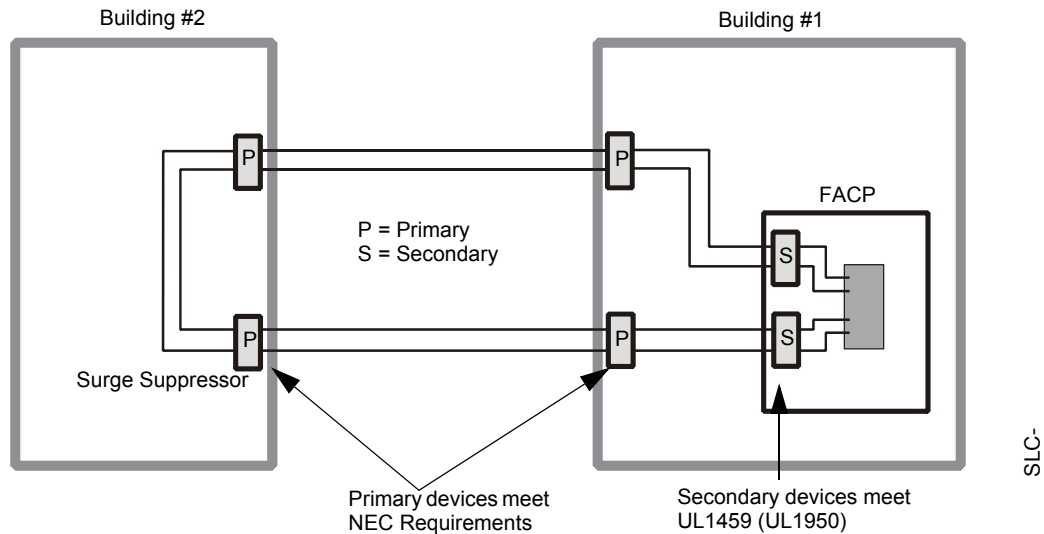 Building #2
Building #1
P
P
FACP
P = Primary
S = Secondary
S
P
P
S
Surge Suppressor
SLC-
Primary devices meet
NEC Requirements
Secondary devices meet
UL1459 (UL1950)